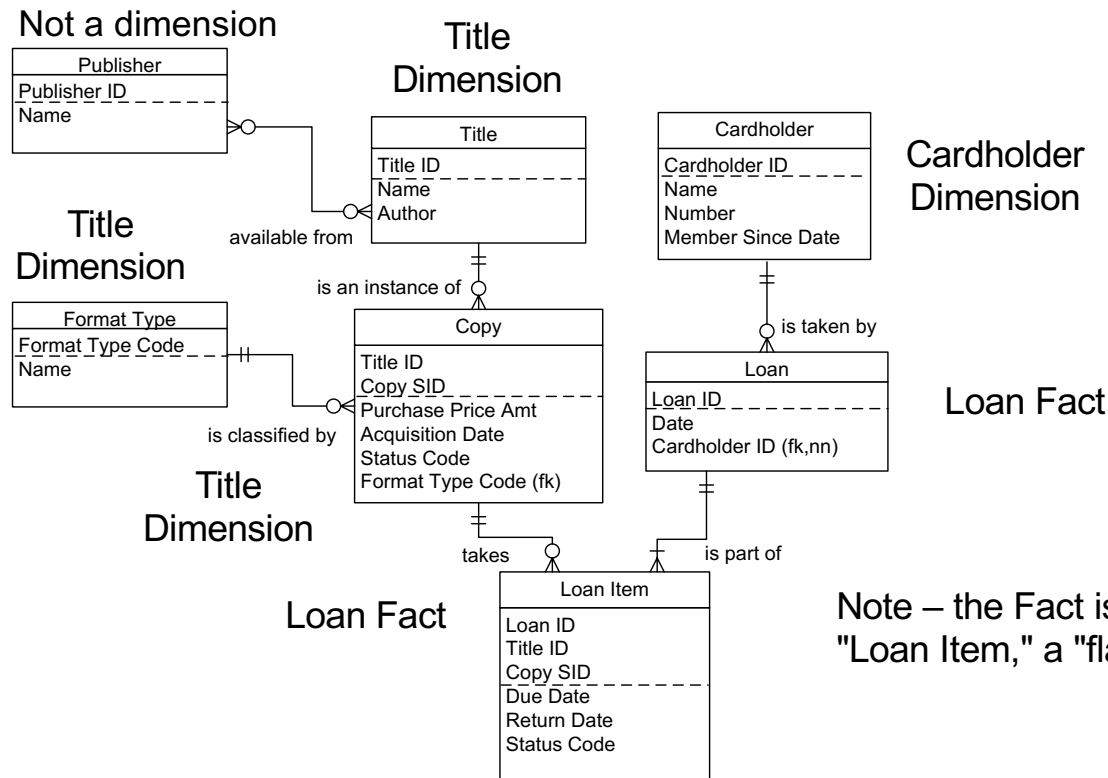 Not a dimension
Publisher
Publisher ID
Name
Title
Dimension
Title
Title ID
Name
Author
available from
Cardholder
Cardholder ID
Name
Number
Member Since Date
Cardholder
Dimension
Title
Dimension
Format Type
Format Type Code
Name
is classified by
is an instance of
Copy
Title ID
Copy SID
Purchase Price Amt
Acquisition Date
Status Code
Format Type Code (fk)
Title
Dimension
is taken by
Loan
Loan ID
Date
Cardholder ID (fk,nn)
Loan Fact
takes
is part of
Loan Fact
Loan Item
Loan ID
Title ID
Copy SID
Due Date
Return Date
Status Code
Note – the Fact is
"Loan Item," a "fla